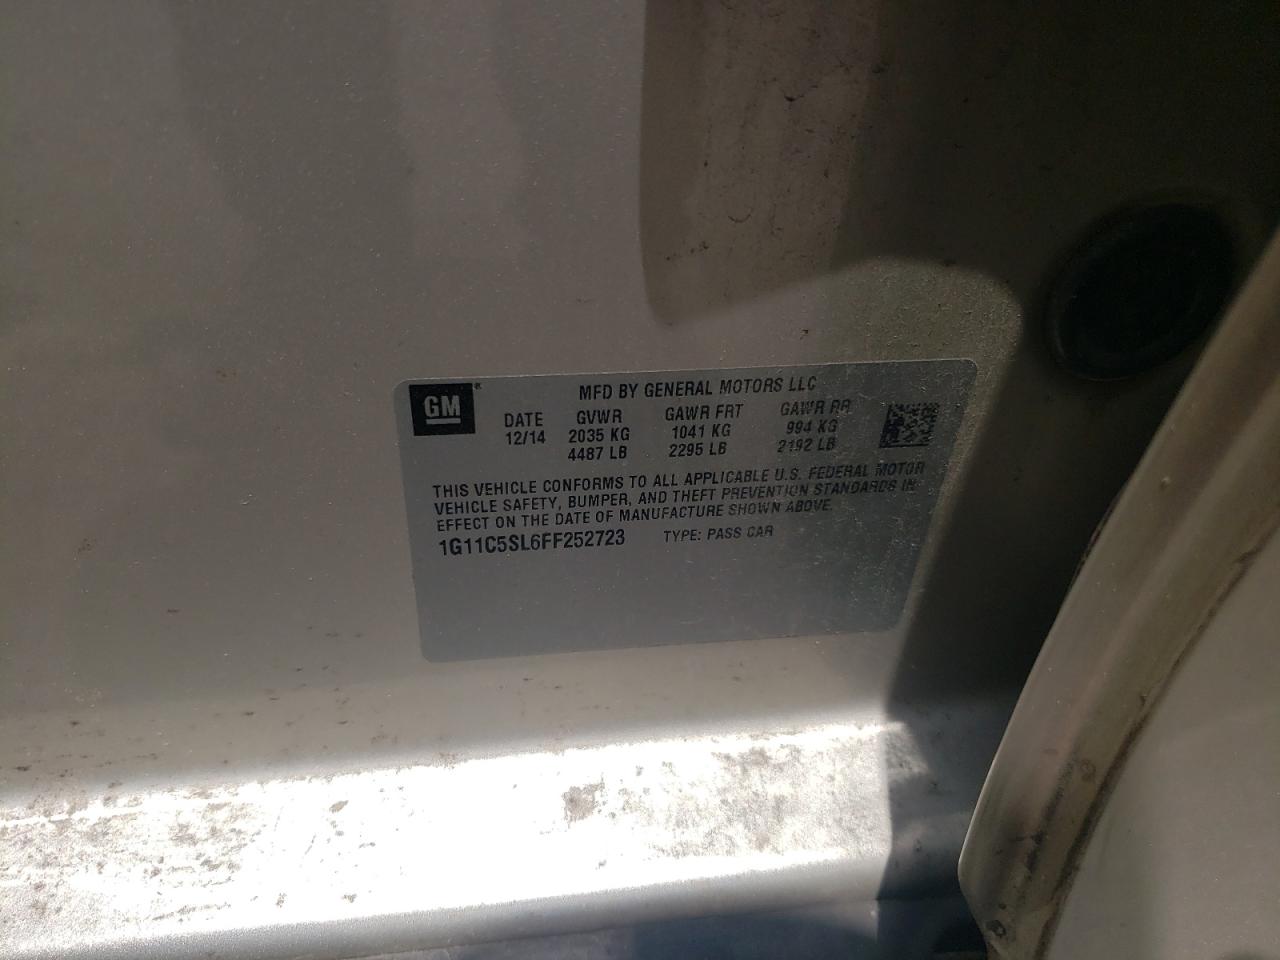 GM®
MFD BY GENERAL MOTORS LLC
DATE GVWR GAWR FRT GAWR RR
12/14 2035 KG 1041 KG 994 KG
4487 LB 2295 LB 2192 LB
THIS VEHICLE CONFORMS TO ALL APPLICABLE U.S. FEDERAL MOTOR
VEHICLE SAFETY, BUMPER, AND THEFT PREVENTION STANDARDS IN
EFFECT ON THE DATE OF MANUFACTURE SHOWN ABOVE.
1G11C5SL6FF252723 TYPE: PASS CAR